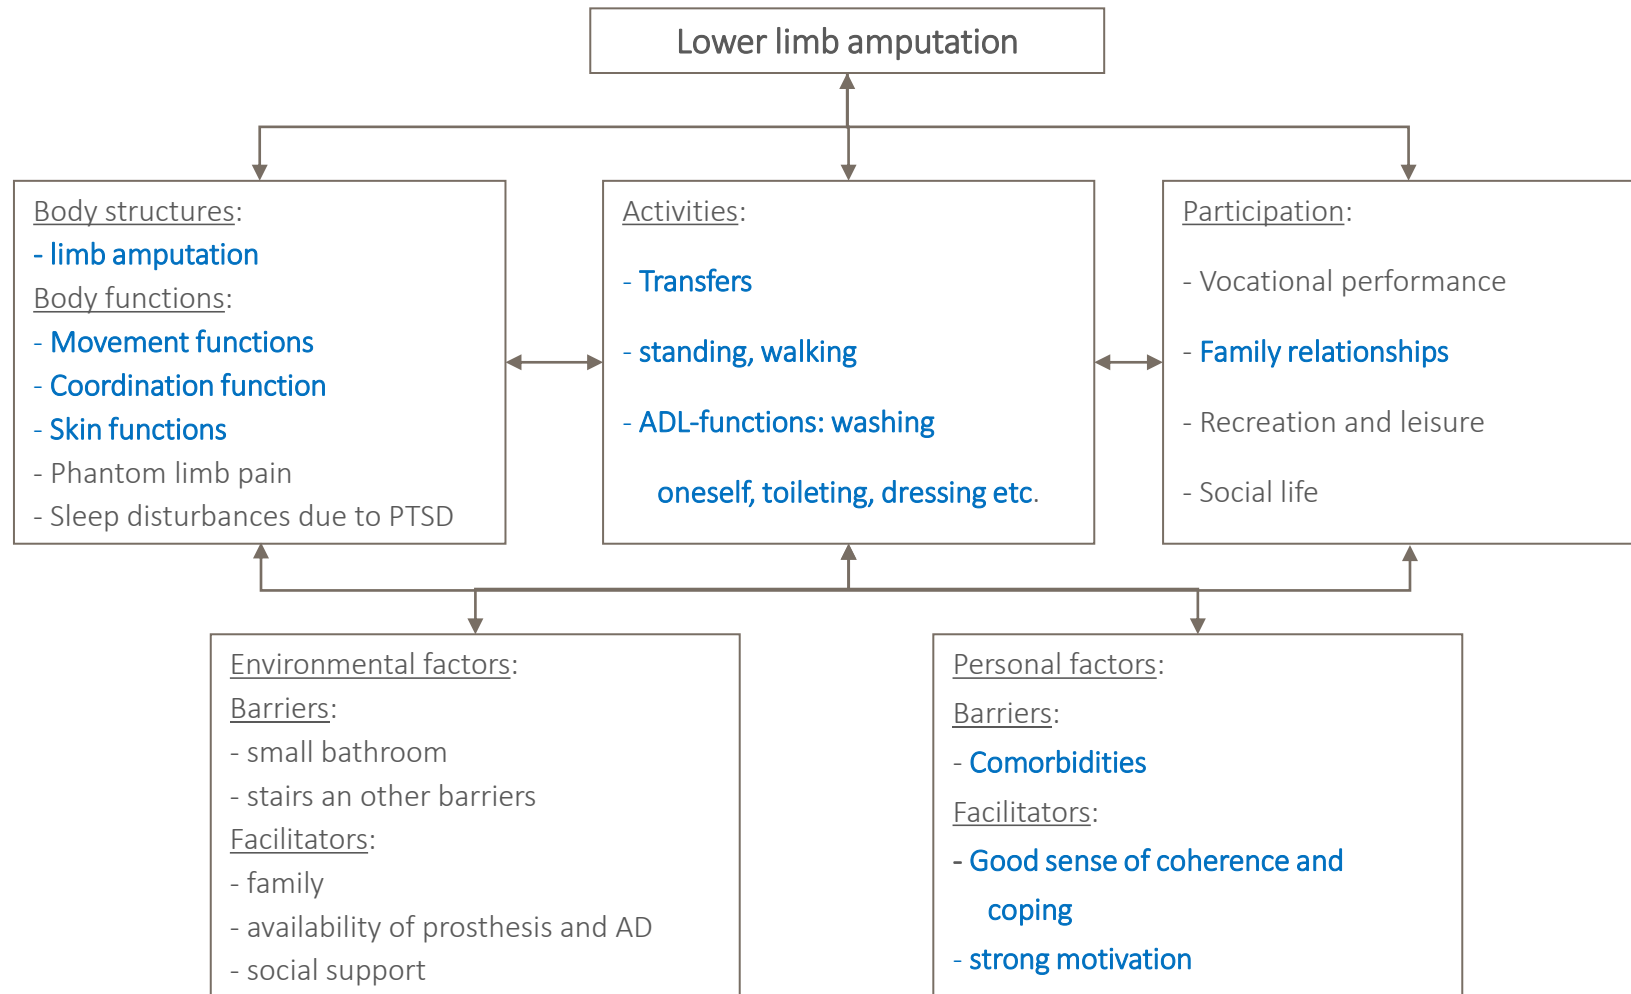 Lower limb amputation
Body structures:
- limb amputation
Body functions:
- Movement functions
- Coordination function
- Skin functions
- Phantom limb pain
- Sleep disturbances due to PTSD
Activities:
- Transfers
- standing, walking
- ADL-functions: washing
oneself, toileting, dressing etc.
Participation:
- Vocational performance
- Family relationships
- Recreation and leisure
- Social life
Environmental factors:
Barriers:
- small bathroom
- stairs an other barriers
Facilitators:
- family
- availability of prosthesis and AD
- social support
Personal factors:
Barriers:
- Comorbidities
Facilitators:
- Good sense of coherence and
coping
- strong motivation